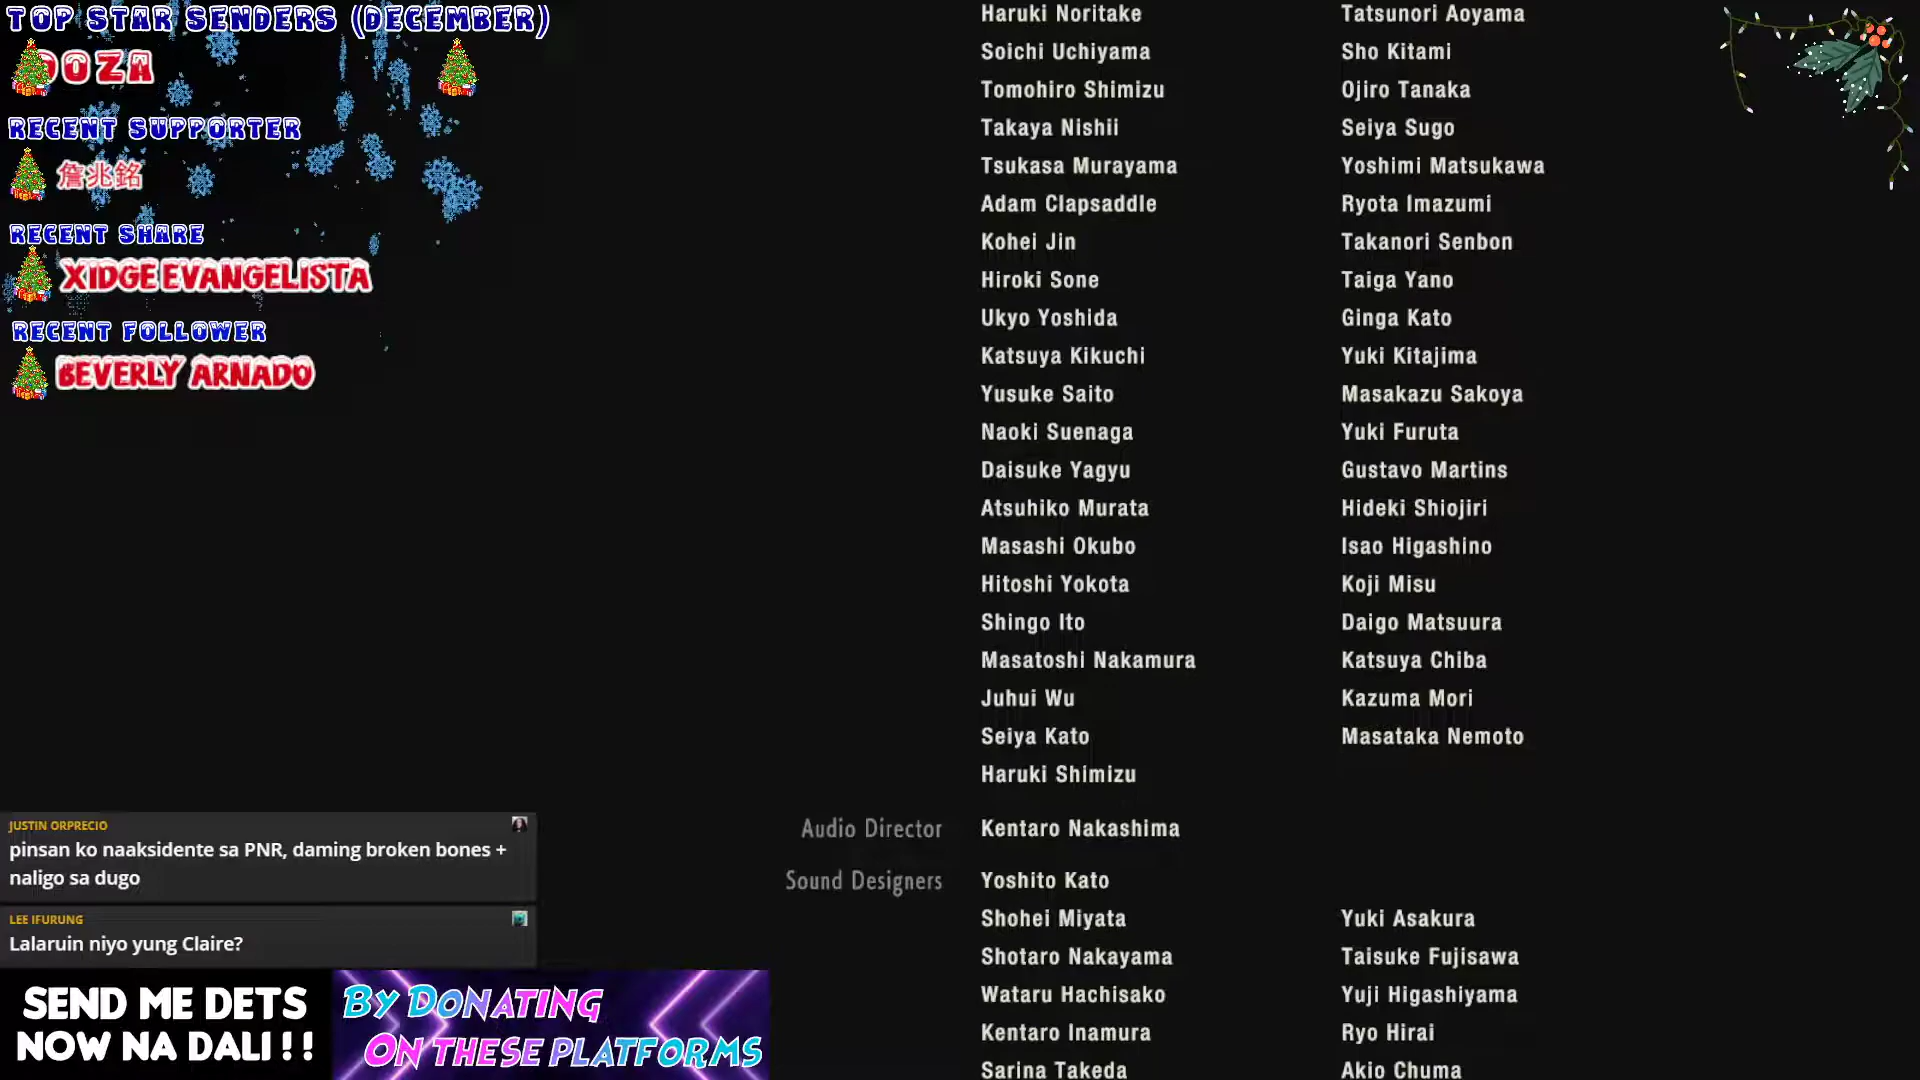 TOP STAR SENDERS (DECEMBER)
DOZA
RECENT SUPPORTER
詹兆銘
RECENT SHARE
XIDGE EVANGELISTA
RECENT FOLLOWER
BEVERLY ARNADO
Haruki Noritake Tatsunori Aoyama
Soichi Uchiyama Sho Kitami
Tomohiro Shimizu Ojiro Tanaka
Takaya Nishii Seiya Sugo
Tsukasa Murayama Yoshimi Matsukawa
Adam Clapsaddle Ryota Imazumi
Kohei Jin Takanori Senbon
Hiroki Sone Taiga Yano
Ukyo Yoshida Ginga Kato
Katsuya Kikuchi Yuki Kitajima
Yusuke Saito Masakazu Sakoya
Naoki Suenaga Yuki Furuta
Daisuke Yagyu Gustavo Martins
Atsuhiko Murata Hideki Shiojiri
Masashi Okubo Isao Higashino
Hitoshi Yokota Koji Misu
Shingo Ito Daigo Matsuura
Masatoshi Nakamura Katsuya Chiba
Juhui Wu Kazuma Mori
Seiya Kato Masataka Nemoto
Haruki Shimizu
Audio Director Kentaro Nakashima
Sound Designers Yoshito Kato
Shohei Miyata Yuki Asakura
Shotaro Nakayama Taisuke Fujisawa
Wataru Hachisako Yuji Higashiyama
Kentaro Inamura Ryo Hirai
Sarina Takeda Akio Chuma
JUSTIN ORPRECIO
pinsan ko naaksidente sa PNR, daming broken bones +
naligo sa dugo
LEE IFURUNG
Lalaruin niyo yung Claire?
SEND ME DETS
NOW NA DALI!!
BY DONATING
ON THESE PLATFORMS